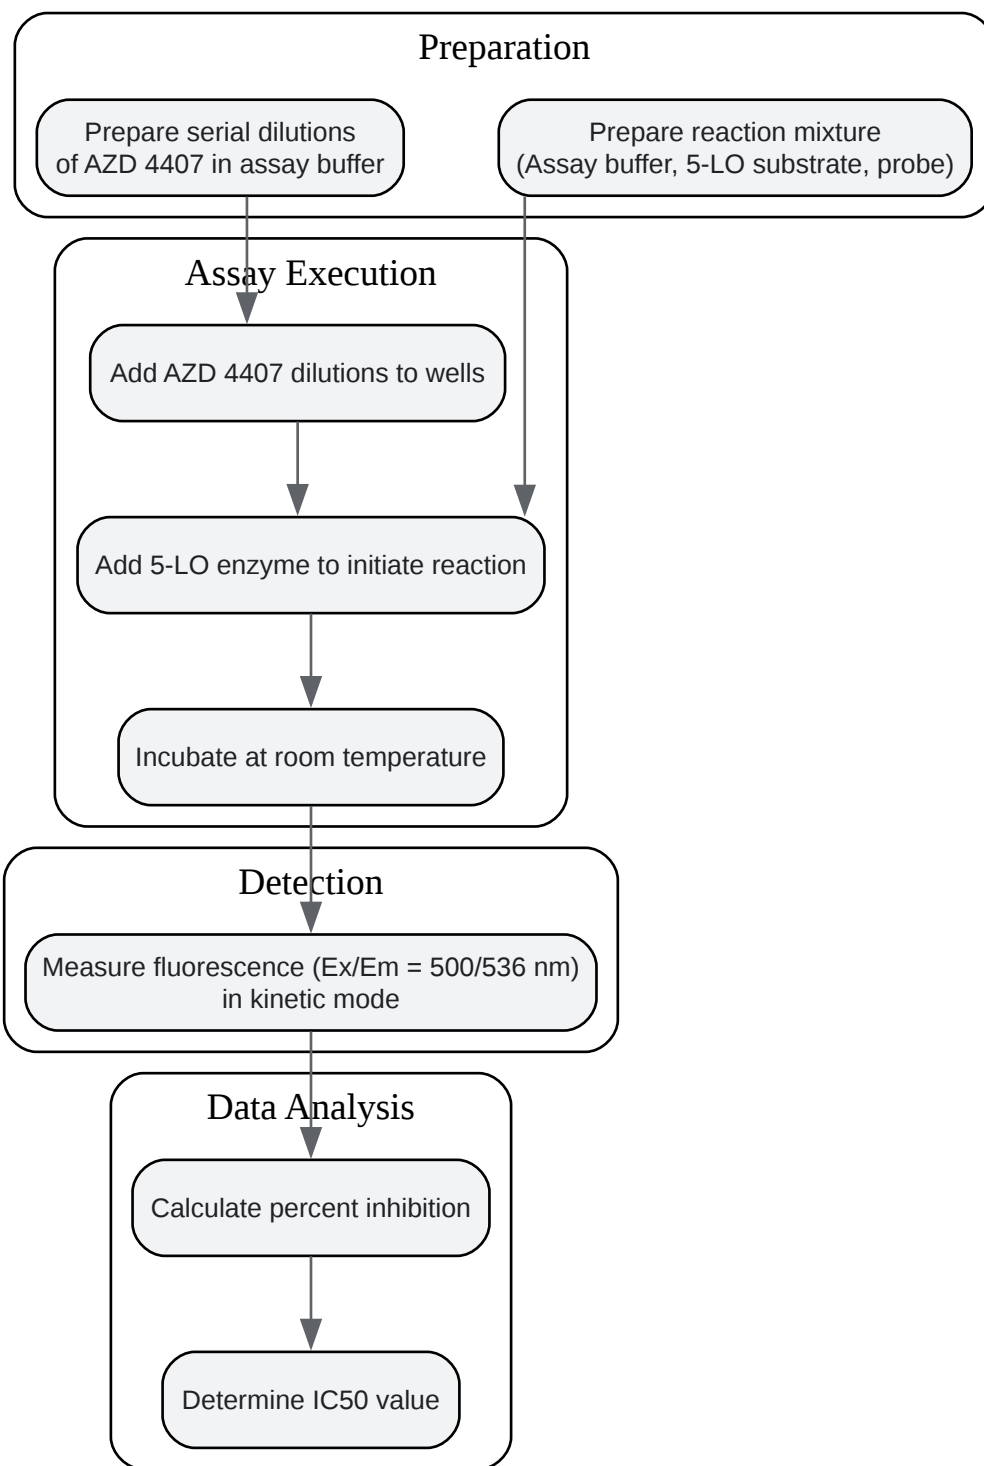 Preparation
Prepare serial dilutions
of AZD 4407 in assay buffer
Prepare reaction mixture
(Assay buffer, 5-LO substrate, probe)
Assay Execution
Add AZD 4407 dilutions to wells
Add 5-LO enzyme to initiate reaction
Incubate at room temperature
Detection
Measure fluorescence (Ex/Em = 500/536 nm)
in kinetic mode
Data Analysis
Calculate percent inhibition
Determine IC50 value